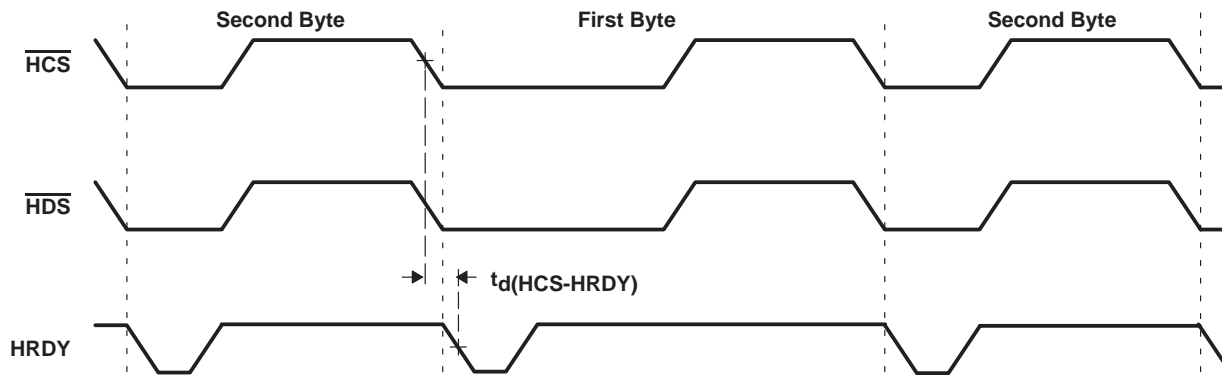 Second Byte First Byte Second Byte
HCS
HDS
td(HCS-HRDY)
HRDY